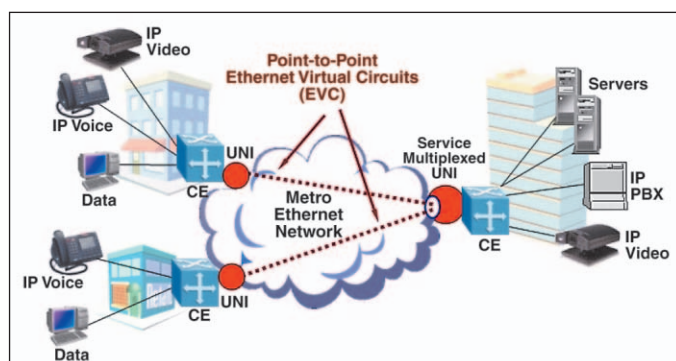 IP
Video
Point-to-Point
Ethernet Virtual Circuits
(EVC)
Servers
IP Voice
UNI
Service
Multiplexed
UNI
CE
Data
Metro
Ethernet
Network
IP
PBX
CE
IP Voice
IP
Video
CE
UNI
Data